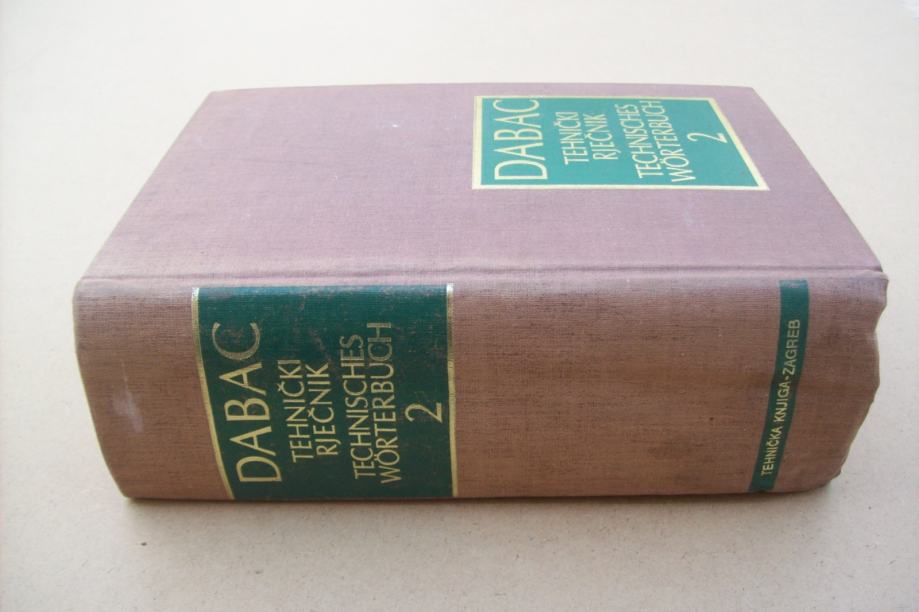 DABAC
TEHNIČKI
RJEČNIK
TECHNISCHES
WÖRTERBUCH
2
DABAC
TEHNIČKI
RJEČNIK
TECHNISCHES
WÖRTERBUCH
2
TEHNIČKA KNJIGA-ZAGREB